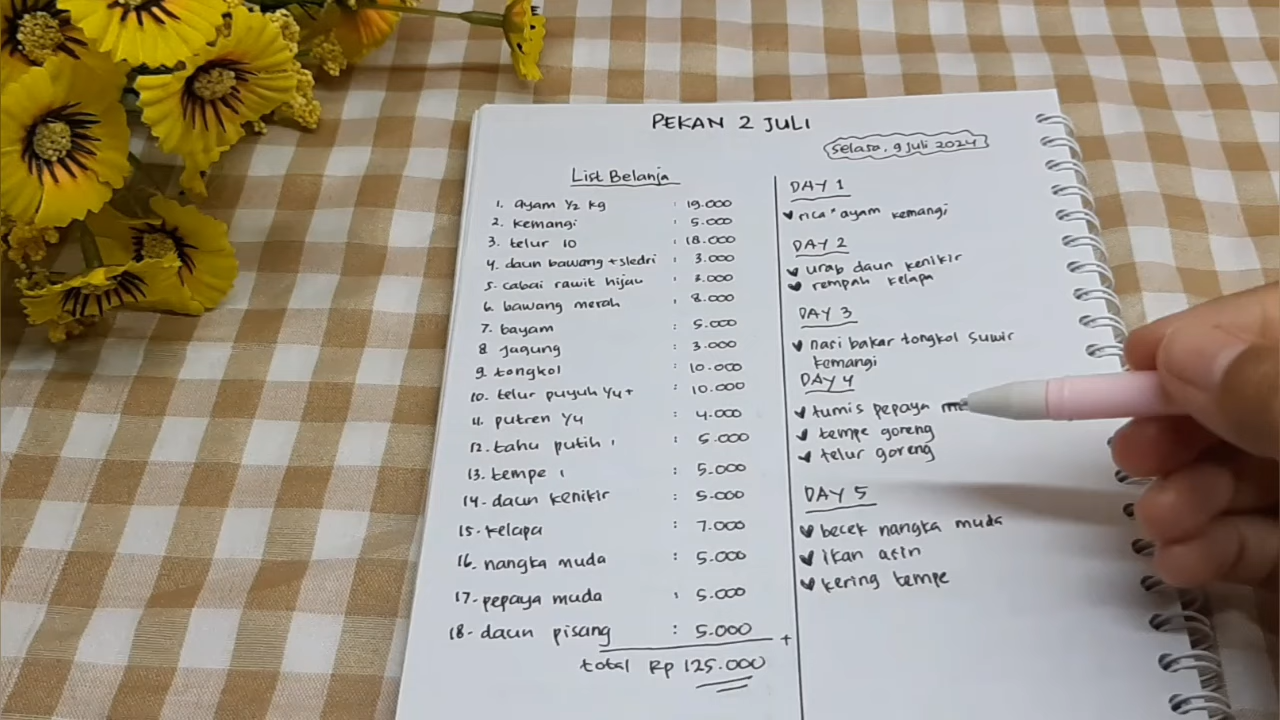 PEKAN 2 JULI
Selasa, 9 Juli 2024
List Belanja
1. ayam 1/2 kg : 19.000
2. kemangi : 5.000
3. telur 10 : 18.000
4. daun bawang + sledri : 3.000
5. cabai rawit hijau : 3.000
6. bawang merah : 8.000
7. bayam : 5.000
8 Jagung : 3.000
9. tongkol : 10.000
10. telur puyuh 1/4 + : 10.000
11. putren 1/4 : 4.000
12. tahu putih 1 : 5.000
13. tempe 1 : 5.000
14. daun kenikir : 5.000
15. kelapa : 7.000
16. nangka muda : 5.000
17. pepaya muda : 5.000
18. daun pisang : 5.000
+
total Rp 125.000
DAY 1
rica" ayam kemangi
DAY 2
urab daun kenikir
rempah kelapa
DAY 3
nasi bakar tongkol suwir
kemangi
DAY 4
tumis pepaya
tempe goreng
telur goreng
DAY 5
becek nangka muda
ikan asin
kering tempe